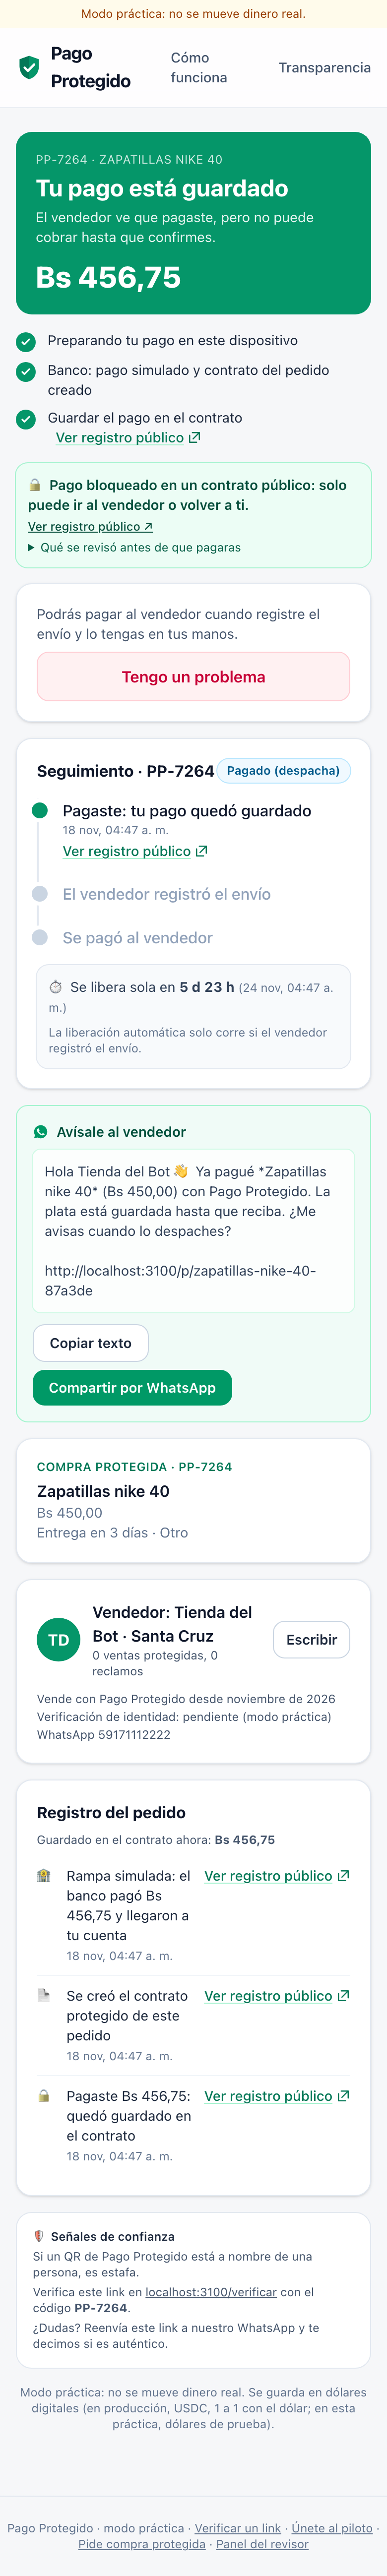 Modo práctica: no se mueve dinero real.
Pago
Protegido
Cómo
funciona
Transparencia
PP-7264 · ZAPATILLAS NIKE 40
Tu pago está guardado
El vendedor ve que pagaste, pero no puede
cobrar hasta que confirmes.
Bs 456,75
Preparando tu pago en este dispositivo
Banco: pago simulado y contrato del pedido
creado
Guardar el pago en el contrato
Ver registro público
🔒 Pago bloqueado en un contrato público: solo
puede ir al vendedor o volver a ti.
Ver registro público ↗
▶ Qué se revisó antes de que pagaras
Podrás pagar al vendedor cuando registre el
envío y lo tengas en tus manos.
Tengo un problema
Seguimiento · PP-7264
Pagado (despacha)
Pagaste: tu pago quedó guardado
18 nov, 04:47 a. m.
Ver registro público
El vendedor registró el envío
Se pagó al vendedor
⏱ Se libera sola en 5 d 23 h (24 nov, 04:47 a.
m.)
La liberación automática solo corre si el vendedor
registró el envío.
Avísale al vendedor
Hola Tienda del Bot 👋 Ya pagué *Zapatillas
nike 40* (Bs 450,00) con Pago Protegido. La
plata está guardada hasta que reciba. ¿Me
avisas cuando lo despaches?
http://localhost:3100/p/zapatillas-nike-40-
87a3de
Copiar texto
Compartir por WhatsApp
COMPRA PROTEGIDA · PP-7264
Zapatillas nike 40
Bs 450,00
Entrega en 3 días · Otro
TD
Vendedor: Tienda del
Bot · Santa Cruz
0 ventas protegidas, 0
reclamos
Escribir
Vende con Pago Protegido desde noviembre de 2026
Verificación de identidad: pendiente (modo práctica)
WhatsApp 59171112222
Registro del pedido
Guardado en el contrato ahora: Bs 456,75
Rampa simulada: el
banco pagó Bs
456,75 y llegaron a
tu cuenta
18 nov, 04:47 a. m.
Ver registro público
Se creó el contrato
protegido de este
pedido
18 nov, 04:47 a. m.
Ver registro público
Pagaste Bs 456,75:
quedó guardado en
el contrato
18 nov, 04:47 a. m.
Ver registro público
Señales de confianza
Si un QR de Pago Protegido está a nombre de una
persona, es estafa.
Verifica este link en localhost:3100/verificar con el
código PP-7264.
¿Dudas? Reenvía este link a nuestro WhatsApp y te
decimos si es auténtico.
Modo práctica: no se mueve dinero real. Se guarda en dólares
digitales (en producción, USDC, 1 a 1 con el dólar; en esta
práctica, dólares de prueba).
Pago Protegido · modo práctica · Verificar un link · Únete al piloto ·
Pide compra protegida · Panel del revisor